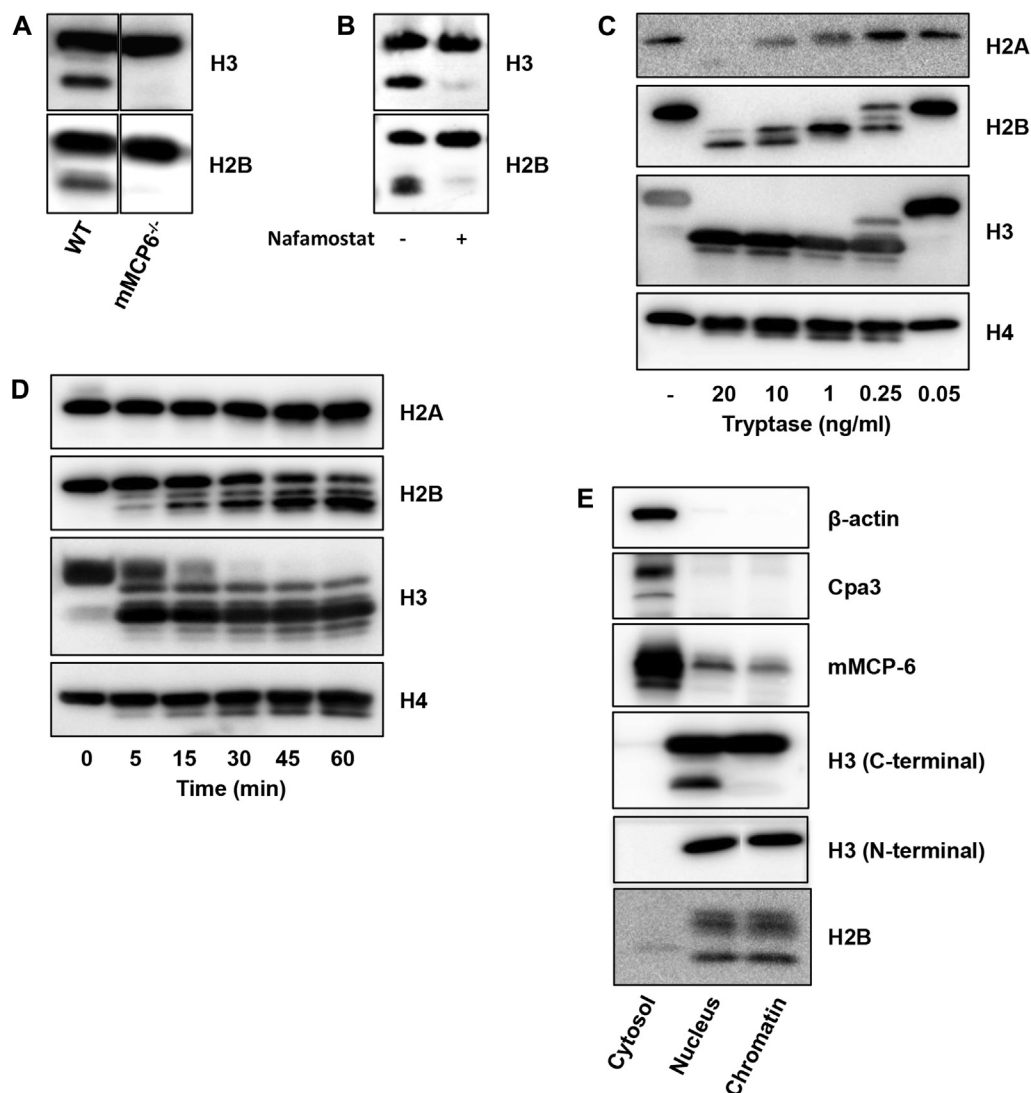 A
H3
H2B
WT
mMCP6-/-
B
H3
H2B
Nafamostat - +
C
H2A
H2B
H3
H4
- 20 10 1 0.25 0.05
Tryptase (ng/ml)
D
H2A
H2B
H3
H4
0 5 15 30 45 60
Time (min)
E
β-actin
Cpa3
mMCP-6
H3 (C-terminal)
H3 (N-terminal)
H2B
Cytosol
Nucleus
Chromatin